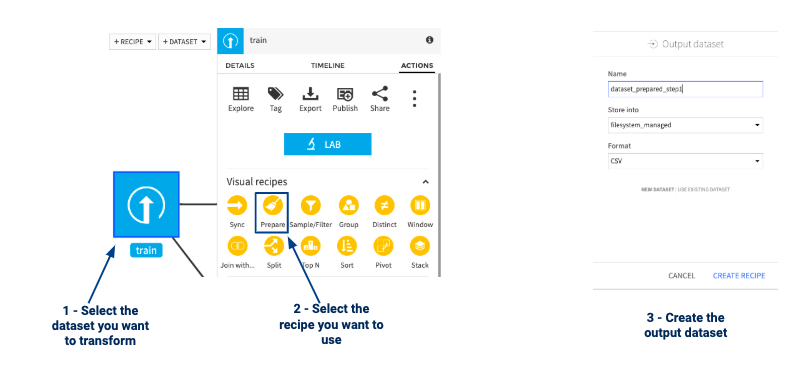 + RECIPE
+ DATASET
train
DETAILS
TIMELINE
ACTIONS
Explore
Tag
Export
Publish
Share
LAB
Visual recipes
Sync
Prepare
Sample/Filter
Group
Distinct
Window
Join with...
Split
Top N
Sort
Pivot
Stack
train
1 - Select the
dataset you want
to transform
2 - Select the
recipe you want to
use
Output dataset
Name
dataset_prepared_step1
Store into
filesystem_managed
Format
CSV
NEW DATASET | USE EXISTING DATASET
CANCEL
CREATE RECIPE
3 - Create the
output dataset